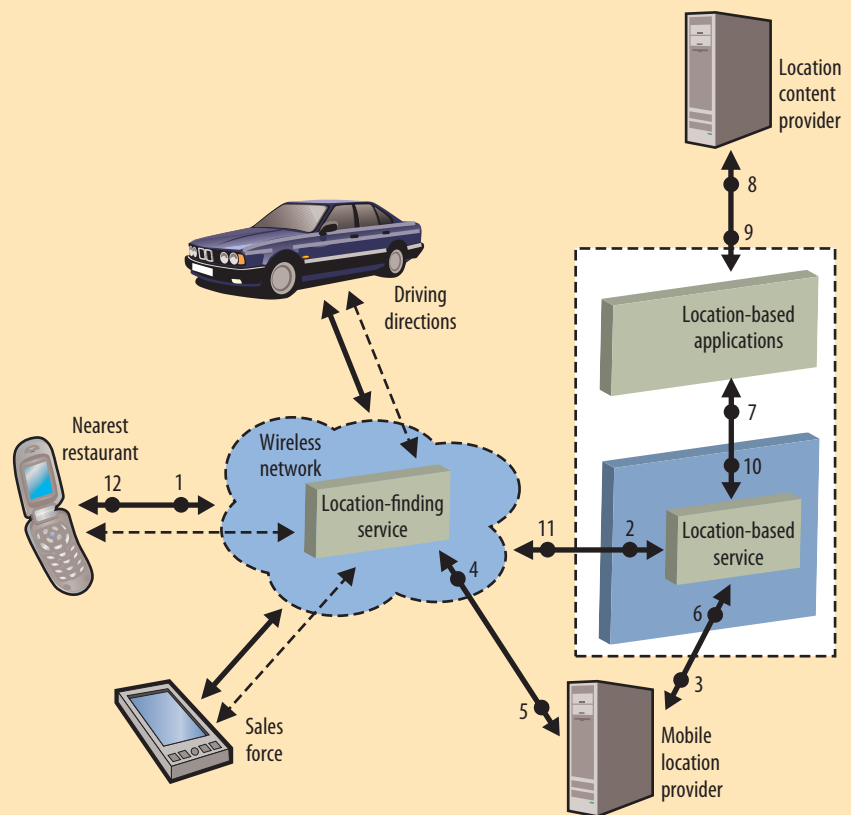 Location
content
provider
8
9
Driving
directions
Location-based
applications
Nearest
restaurant
7
Wireless
network
10
12
1
Location-finding
service
11
2
Location-based
service
4
6
3
5
Sales
force
Mobile
location
provider